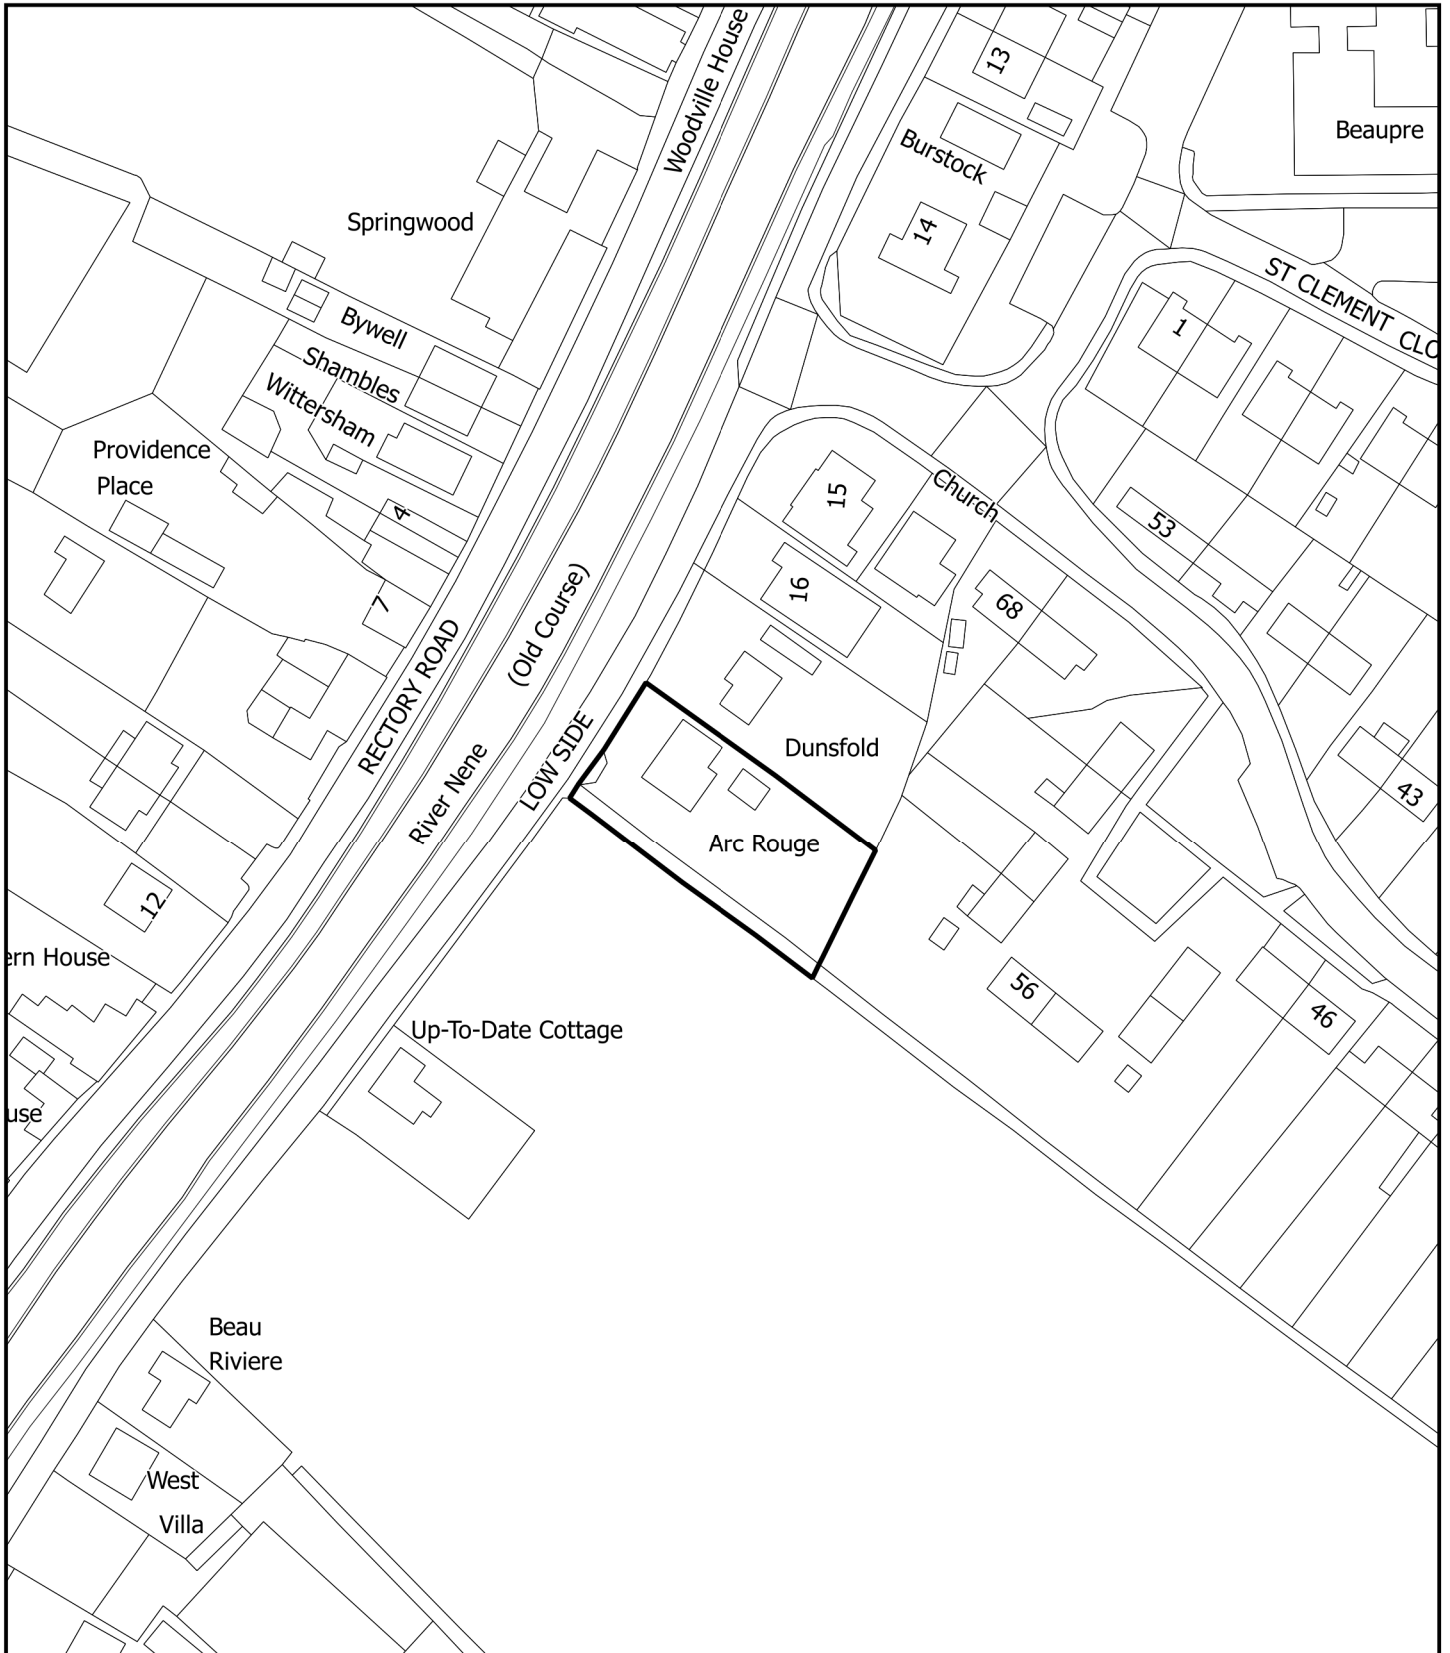 Woodville House
13
Beaupre
Burstock
Springwood
14
ST CLEMENT CLO
Bywell
1
Shambles
Wittersham
Providence
Place
Church
15
4
53
16
7
68
(Old Course)
RECTORY ROAD
Dunsfold
LOW SIDE
River Nene
43
Arc Rouge
12
ern House
56
46
Up-To-Date Cottage
use
Beau
Riviere
West
Villa